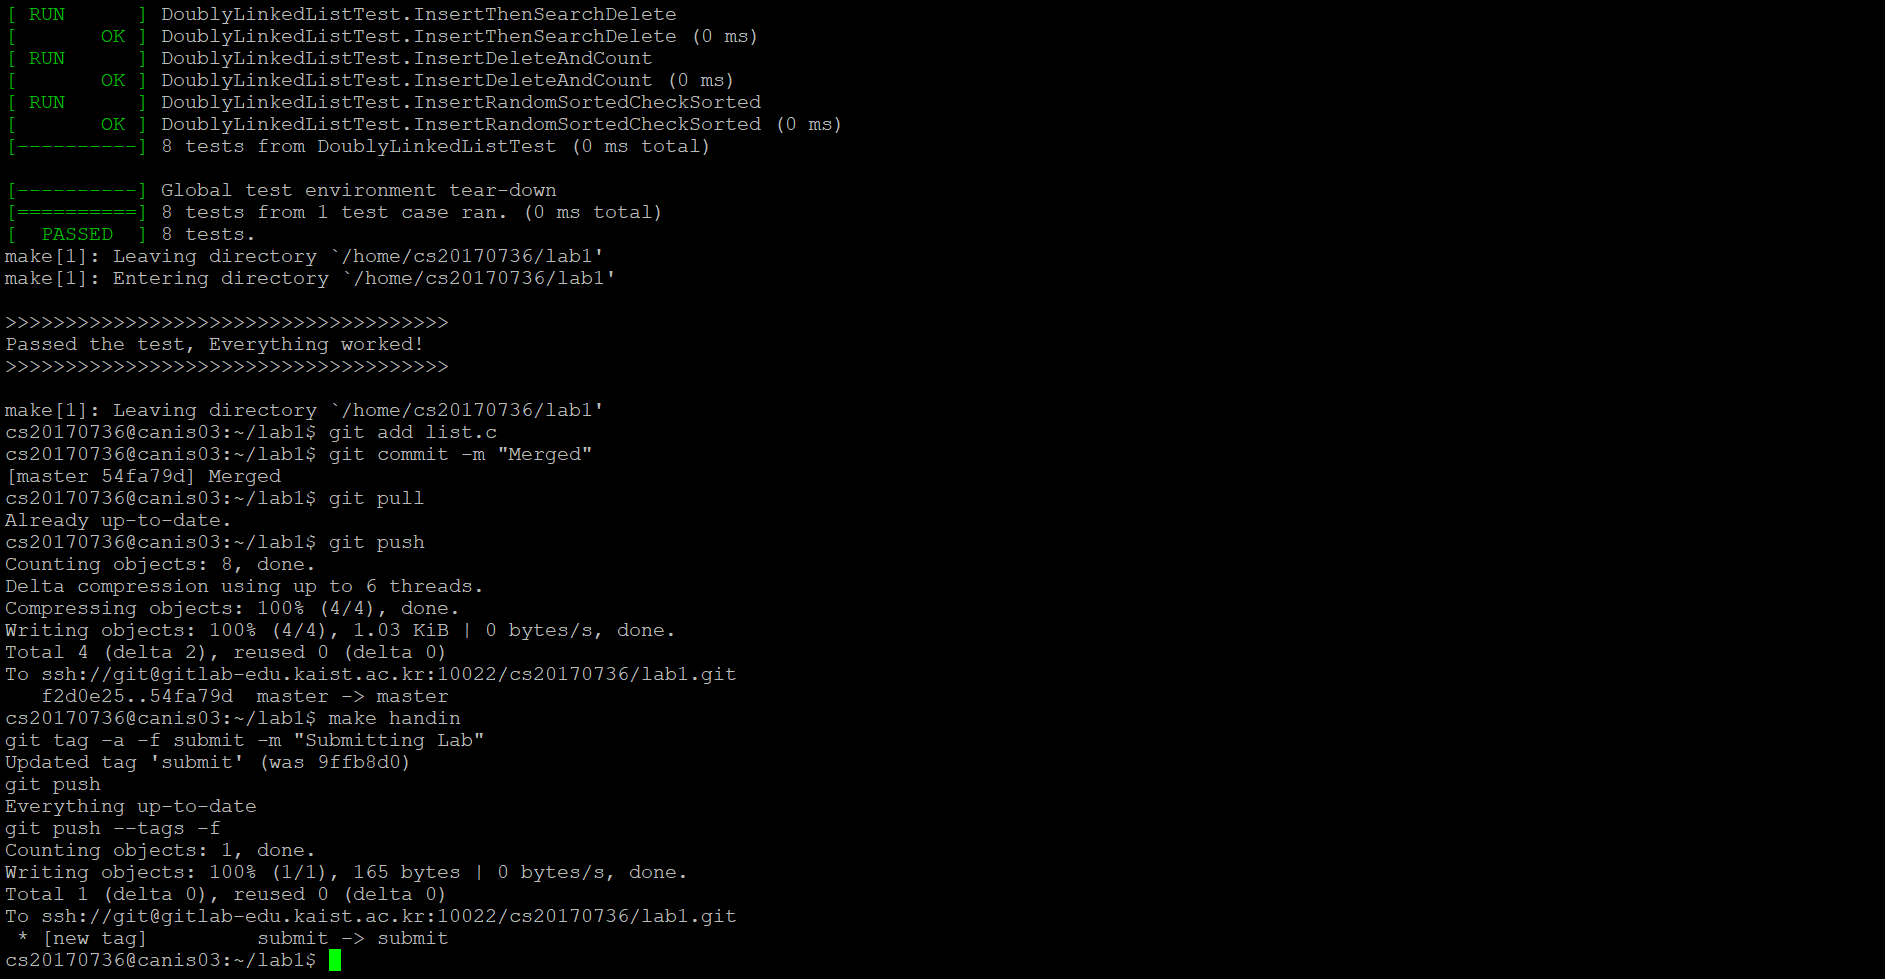 [ RUN      ] DoublyLinkedListTest.InsertThenSearchDelete
[       OK ] DoublyLinkedListTest.InsertThenSearchDelete (0 ms)
[ RUN      ] DoublyLinkedListTest.InsertDeleteAndCount
[       OK ] DoublyLinkedListTest.InsertDeleteAndCount (0 ms)
[ RUN      ] DoublyLinkedListTest.InsertRandomSortedCheckSorted
[       OK ] DoublyLinkedListTest.InsertRandomSortedCheckSorted (0 ms)
[----------] 8 tests from DoublyLinkedListTest (0 ms total)

[----------] Global test environment tear-down
[==========] 8 tests from 1 test case ran. (0 ms total)
[  PASSED  ] 8 tests.
make[1]: Leaving directory `/home/cs20170736/lab1'
make[1]: Entering directory `/home/cs20170736/lab1'

>>>>>>>>>>>>>>>>>>>>>>>>>>>>>>>>>>>>>
Passed the test, Everything worked!
>>>>>>>>>>>>>>>>>>>>>>>>>>>>>>>>>>>>>

make[1]: Leaving directory `/home/cs20170736/lab1'
cs20170736@canis03:~/lab1$ git add list.c
cs20170736@canis03:~/lab1$ git commit -m "Merged"
[master 54fa79d] Merged
cs20170736@canis03:~/lab1$ git pull
Already up-to-date.
cs20170736@canis03:~/lab1$ git push
Counting objects: 8, done.
Delta compression using up to 6 threads.
Compressing objects: 100% (4/4), done.
Writing objects: 100% (4/4), 1.03 KiB | 0 bytes/s, done.
Total 4 (delta 2), reused 0 (delta 0)
To ssh://git@gitlab-edu.kaist.ac.kr:10022/cs20170736/lab1.git
   f2d0e25..54fa79d  master -> master
cs20170736@canis03:~/lab1$ make handin
git tag -a -f submit -m "Submitting Lab"
Updated tag 'submit' (was 9ffb8d0)
git push
Everything up-to-date
git push --tags -f
Counting objects: 1, done.
Writing objects: 100% (1/1), 165 bytes | 0 bytes/s, done.
Total 1 (delta 0), reused 0 (delta 0)
To ssh://git@gitlab-edu.kaist.ac.kr:10022/cs20170736/lab1.git
 * [new tag]         submit -> submit
cs20170736@canis03:~/lab1$